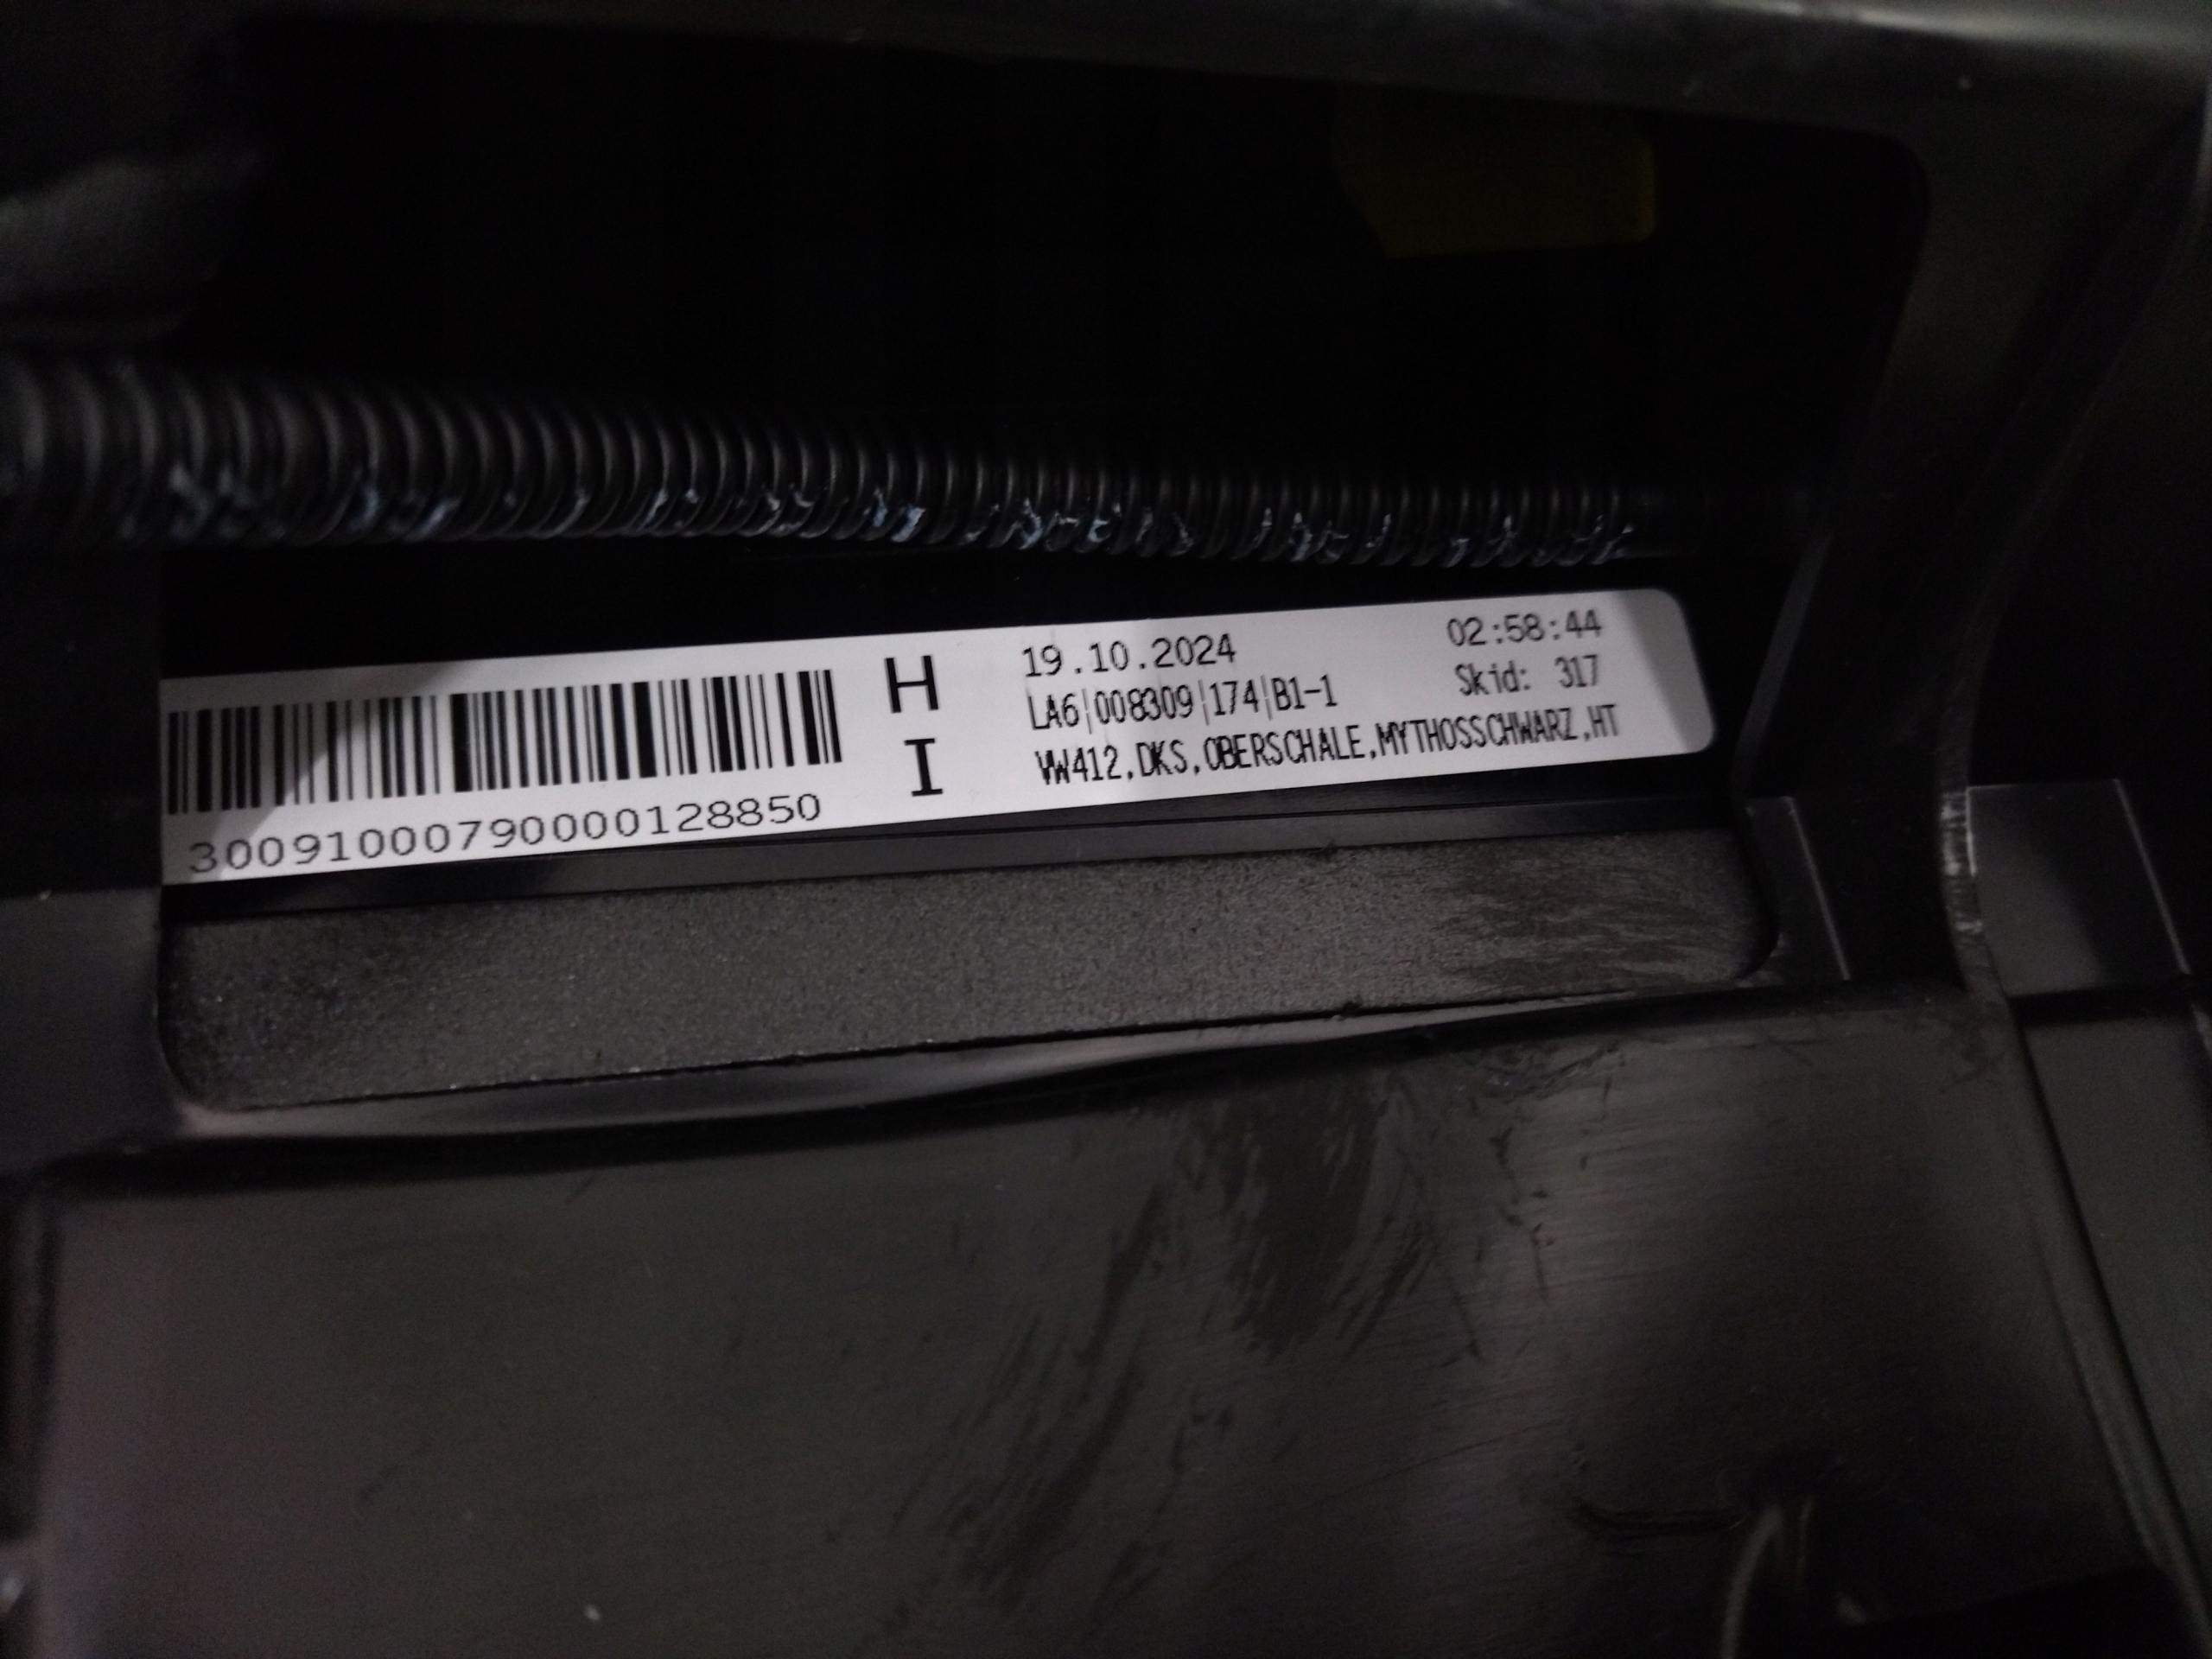 H 19.10.2024 02:58:44
LA6|008309|174|B1-1 Skid: 317
I VW412,DKS,OBERSCHALE,MYTHOSSCHWARZ,HT
300910007900000128850